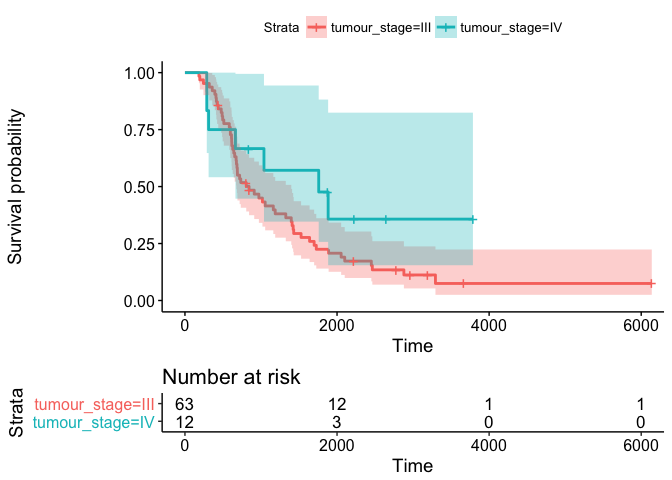 Strata tumour_stage=III tumour_stage=IV
Survival probability
1.00
0.75
0.50
0.25
0.00
0 2000 4000 6000
Time
Number at risk
Strata
tumour_stage=III 63 12 1 1
tumour_stage=IV 12 3 0 0
0 2000 4000 6000
Time